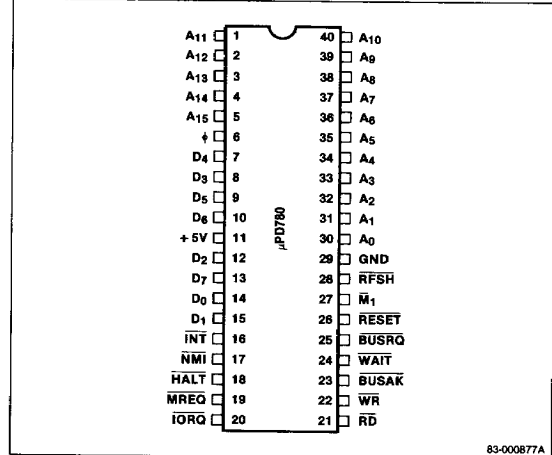 A11 1 40 A10
A12 2 39 A9
A13 3 38 A8
A14 4 37 A7
A15 5 36 A6
ϕ 6 35 A5
D4 7 34 A4
D3 8 33 A3
D5 9 32 A2
D6 10 31 A1
+5V 11 30 A0
D2 12 29 GND
D7 13 28 RFSH
D0 14 27 M1
D1 15 26 RESET
INT 16 25 BUSRQ
NMI 17 24 WAIT
HALT 18 23 BUSAK
MREQ 19 22 WR
IORQ 20 21 RD
μPD780
83-000877A